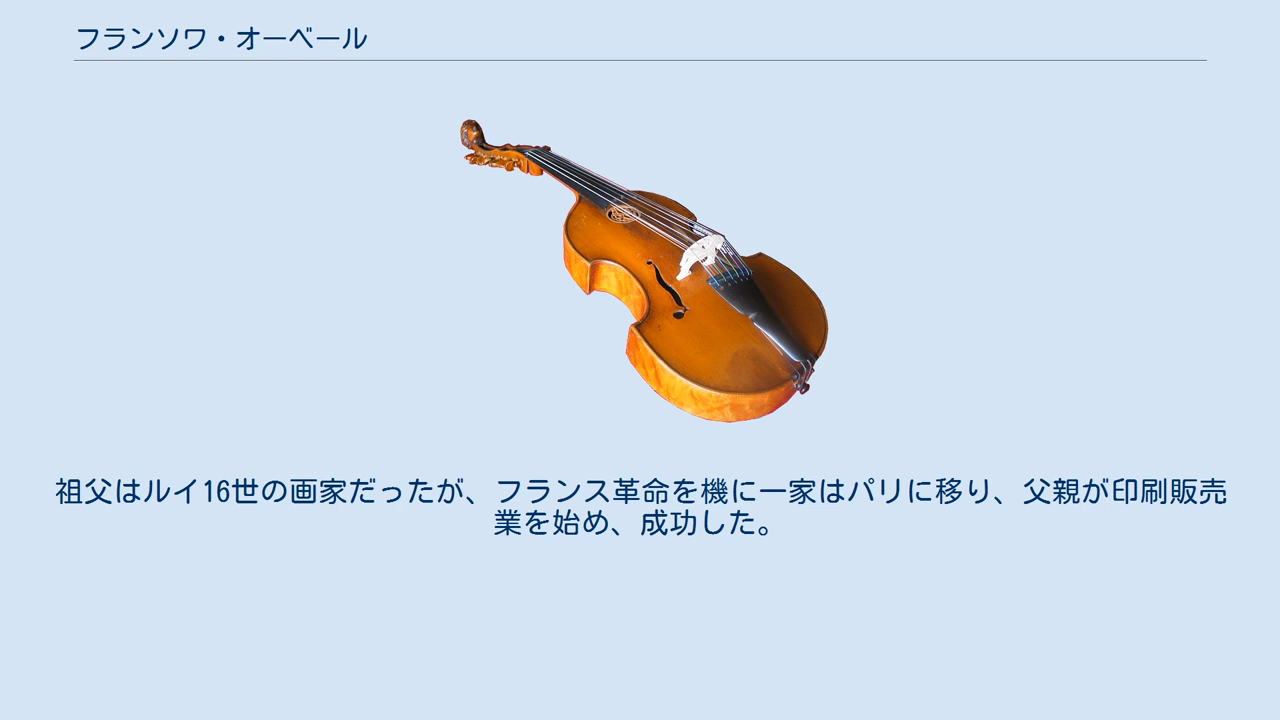 フランソワ・オーベール
祖父はルイ16世の画家だったが、フランス革命を機に一家はパリに移り、父親が印刷販売
業を始め、成功した。